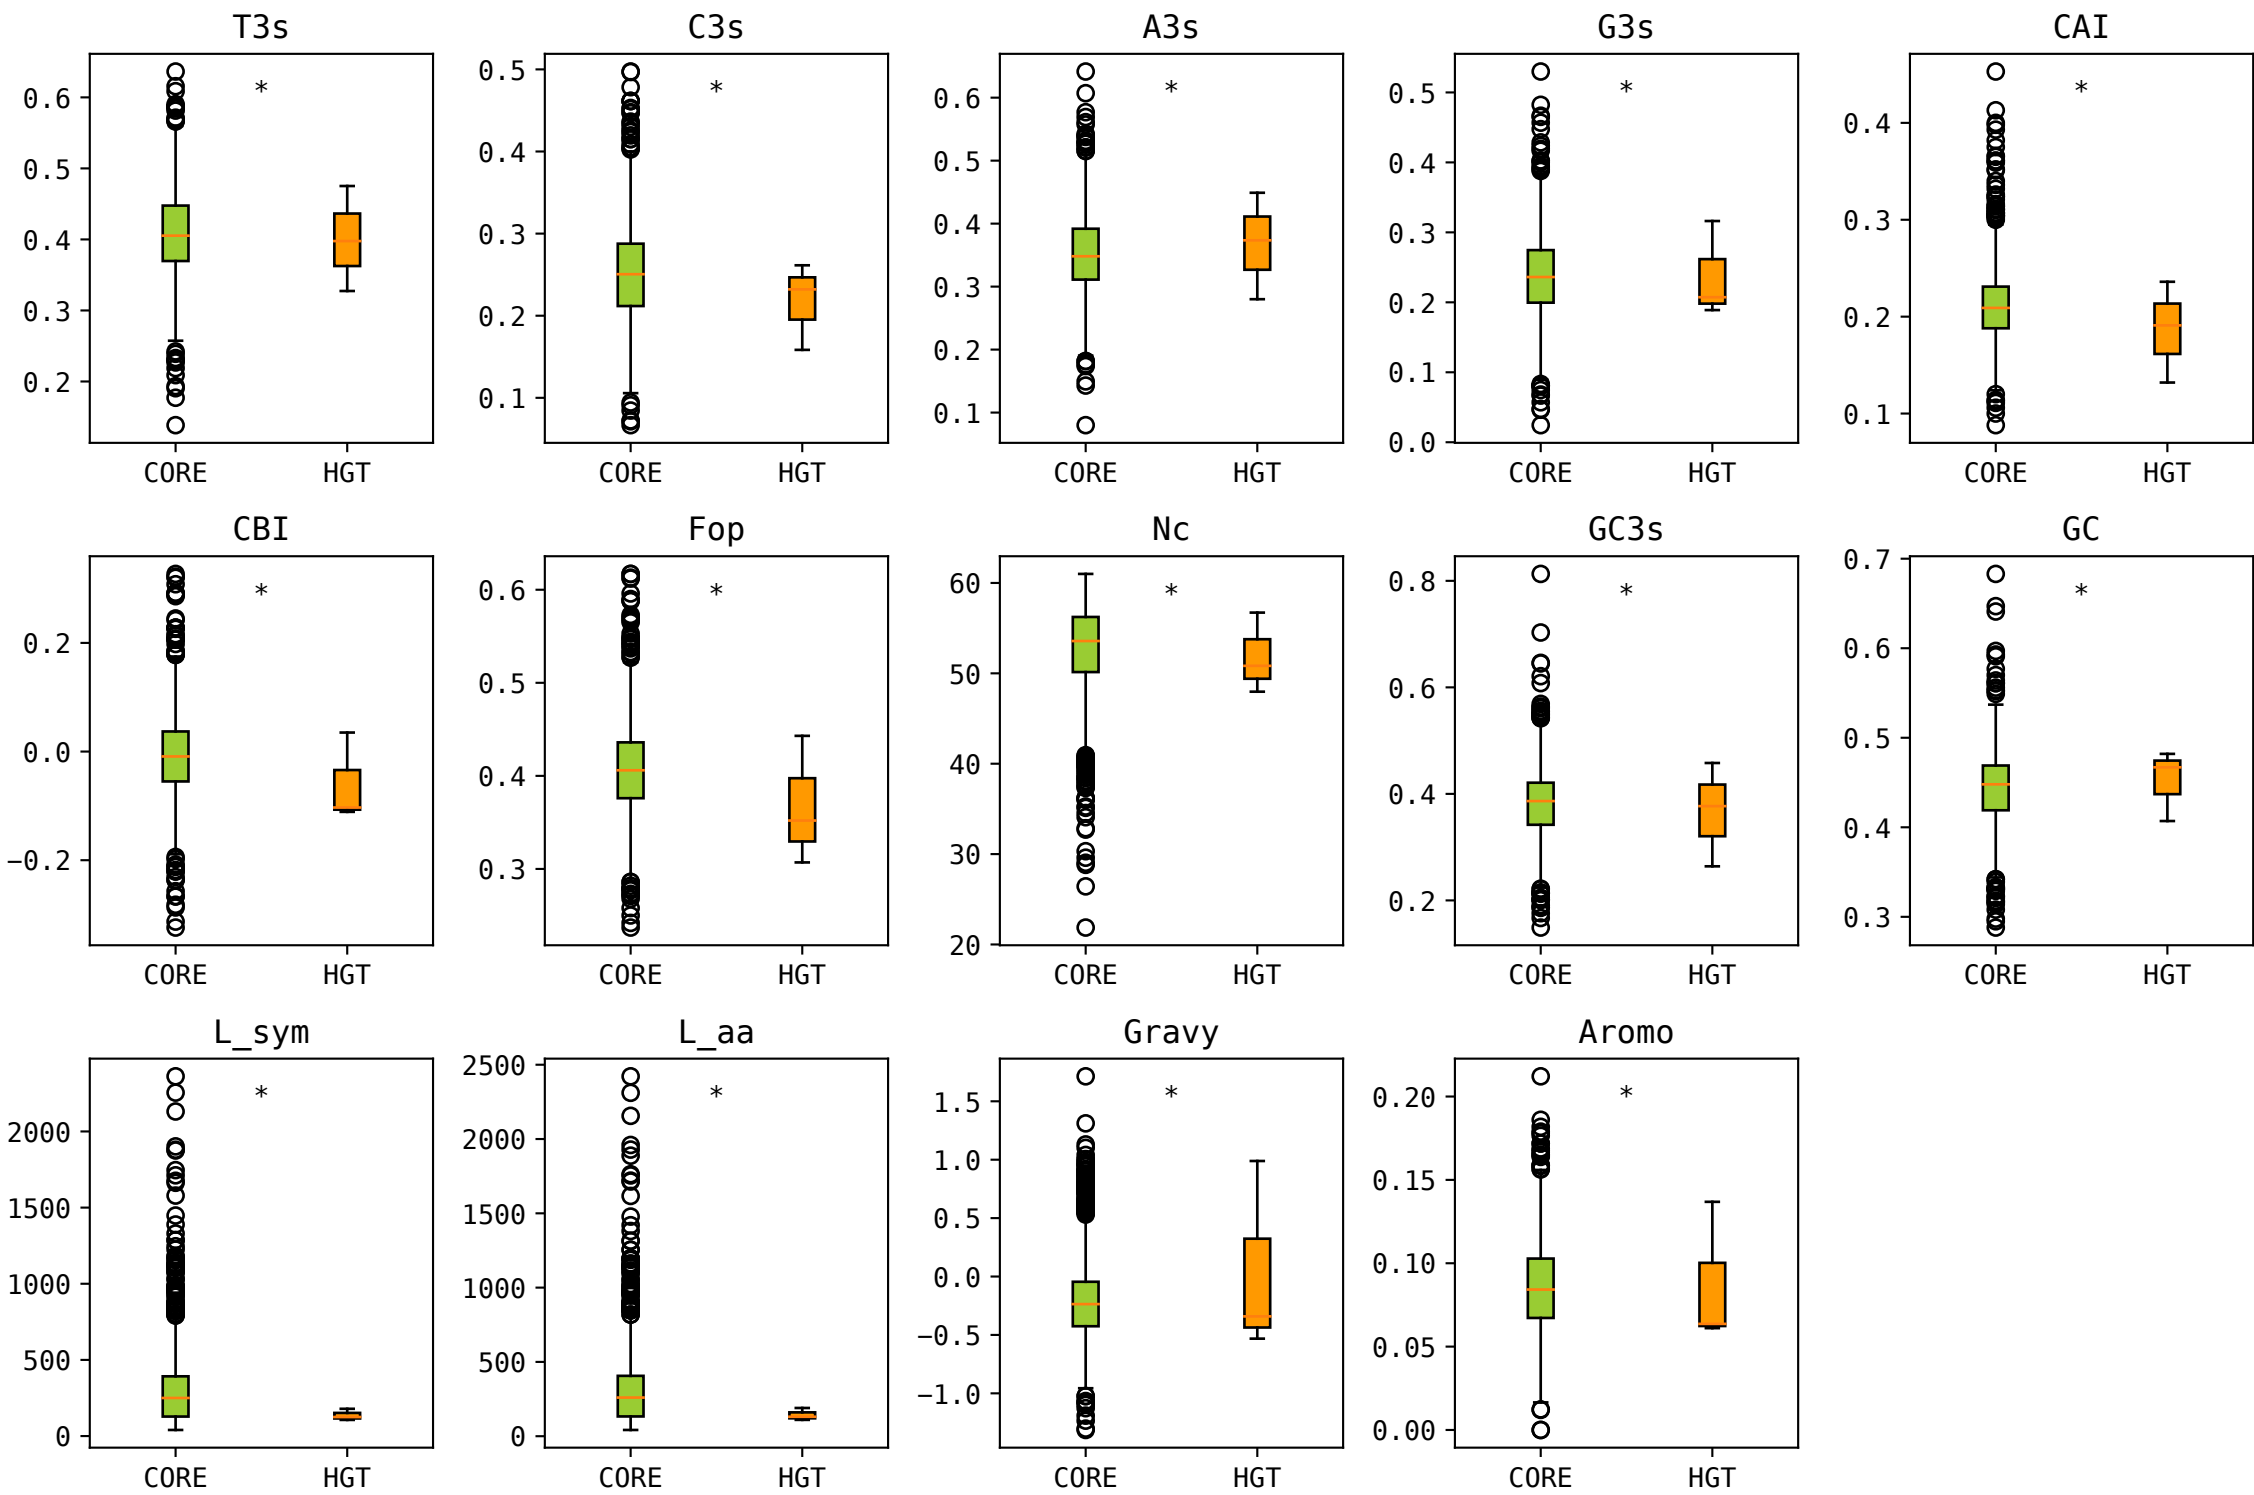 T3s C3s A3s G3s CAI
* * * * *
0.6 0.5 0.6 0.5 0.4
0.5 0.4 0.5 0.4 0.3
0.4 0.3 0.4 0.3 0.2
0.3 0.2 0.3 0.2 0.1
0.2 0.1 0.2 0.1
0.1 0.0
CORE HGT CORE HGT CORE HGT CORE HGT CORE HGT
CBI Fop Nc GC3s GC
* * * * *
0.2 0.6 60 0.8 0.7
0.0 0.5 50 0.6 0.6
−0.2 0.4 40 0.4 0.5
0.3 30 0.2 0.4
20 0.3
CORE HGT CORE HGT CORE HGT CORE HGT CORE HGT
L_sym L_aa Gravy Aromo
* * * *
2000 2500 1.5 0.20
1500 2000 1.0 0.15
1000 1500 0.5 0.10
500 1000 0.0 0.05
0 500 −0.5 0.00
0 −1.0
CORE HGT CORE HGT CORE HGT CORE HGT